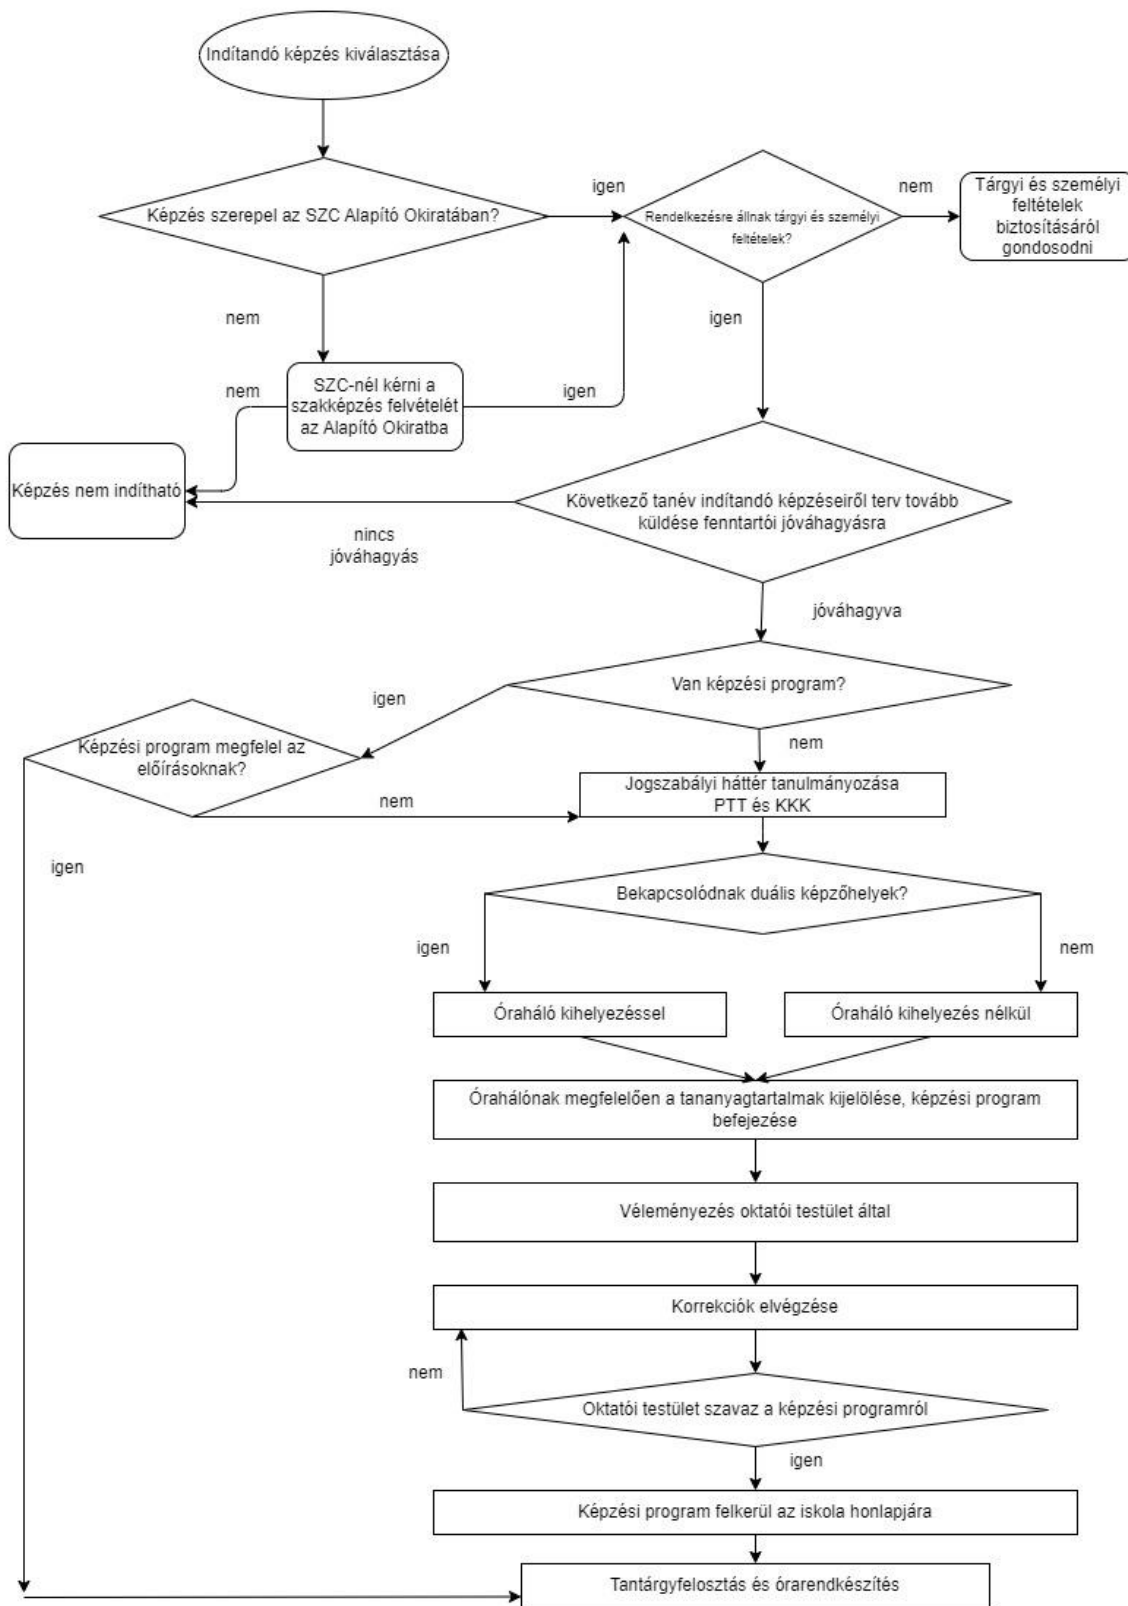 Indítandó képzés kiválasztása
Képzés szerepel az SZC Alapító Okiratában?
igen
Rendelkezésre állnak tárgyi és személyi
feltételek?
nem
Tárgyi és személyi
feltételek
biztosításáról
gondosodni
nem
igen
nem
SZC-nél kérni a
szakképzés felvételét
az Alapító Okiratba
igen
Képzés nem indítható
Következő tanév indítandó képzéseiről terv tovább
küldése fenntartói jóváhagyásra
nincs
jóváhagyás
jóváhagyva
Van képzési program?
igen
Képzési program megfelel az
előírásoknak?
nem
nem
Jogszabályi háttér tanulmányozása
PTT és KKK
igen
Bekapcsolódnak duális képzőhelyek?
igen
nem
Óraháló kihelyezéssel
Óraháló kihelyezés nélkül
Órahálónak megfelelően a tananyagtartalmak kijelölése, képzési program
befejezése
Véleményezés oktatói testület által
Korrekciók elvégzése
nem
Oktatói testület szavaz a képzési programról
igen
Képzési program felkerül az iskola honlapjára
Tantárgyfelosztás és órarendkészítés